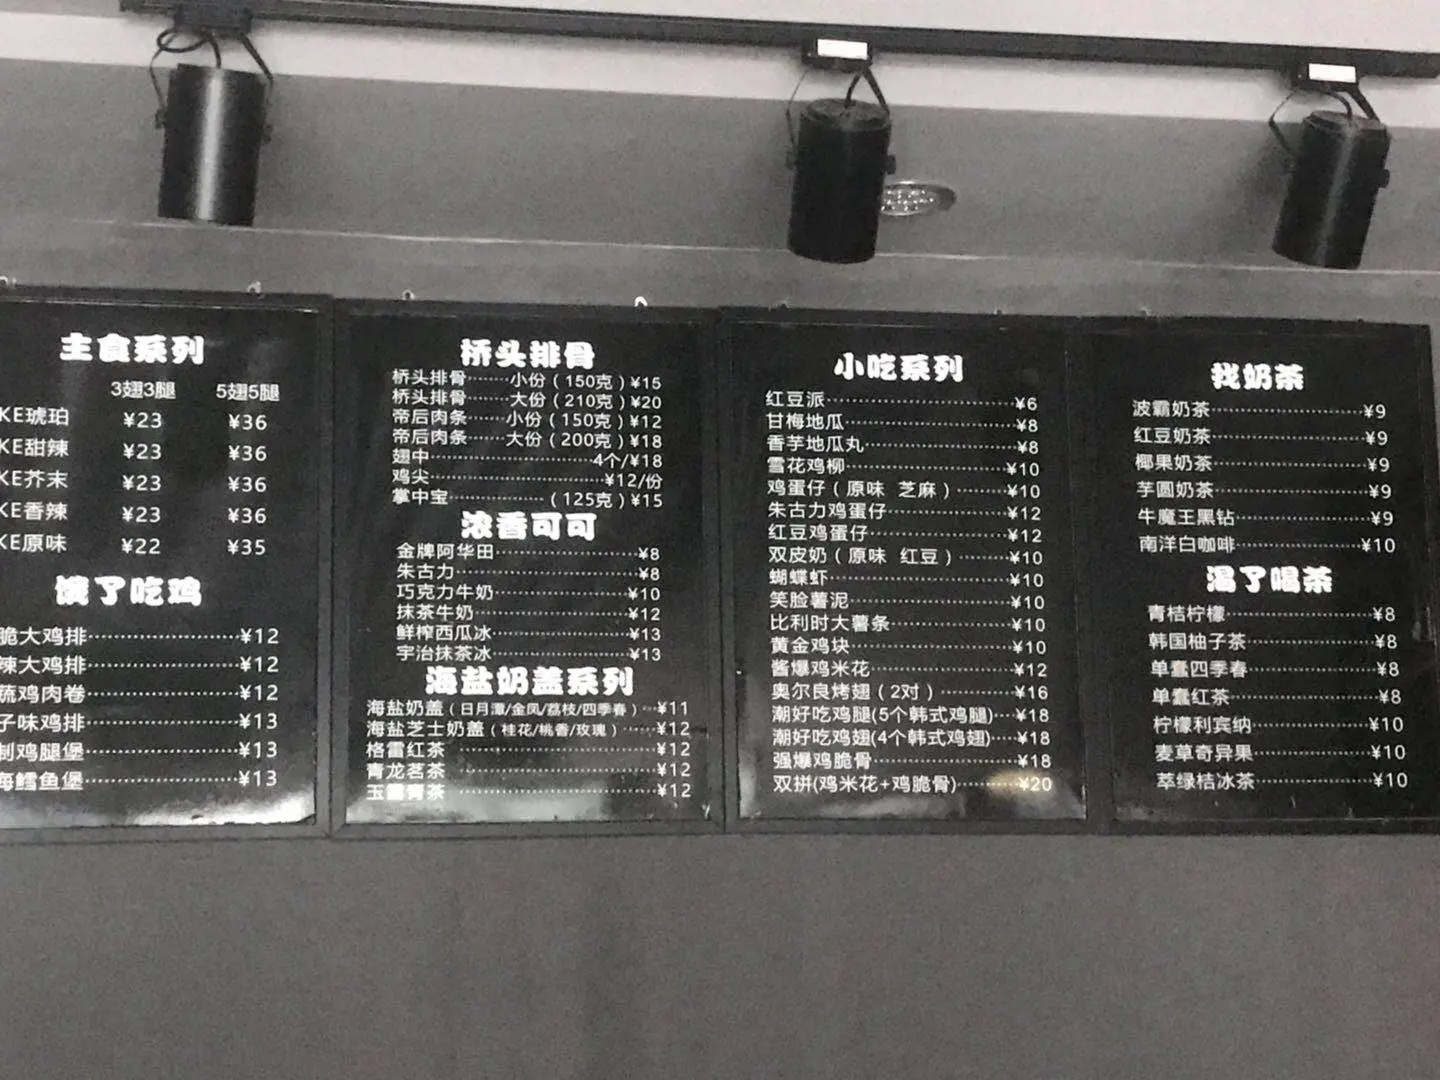 主食系列
3翅3腿 5翅5腿
KE琥珀 ¥23 ¥36
KE甜辣 ¥23 ¥36
KE芥末 ¥23 ¥36
KE香辣 ¥23 ¥36
KE原味 ¥22 ¥35
饿了吃鸡
脆大鸡排 ¥12
辣大鸡排 ¥12
蔬鸡肉卷 ¥12
子味鸡排 ¥13
制鸡腿堡 ¥13
海鳕鱼堡 ¥13
桥头排骨
桥头排骨……小份（150克）¥15
桥头排骨……大份（210克）¥20
帝后肉条……小份（150克）¥12
帝后肉条……大份（200克）¥18
翅中……4个/¥18
鸡尖……¥12/份
掌中宝……（125克）¥15
浓香可可
金牌阿华田……¥8
朱古力……¥8
巧克力牛奶……¥10
抹茶牛奶……¥12
鲜榨西瓜冰……¥13
宇治抹茶冰……¥13
海盐奶盖系列
海盐奶盖（日月潭/金凤/荔枝/四季春）…¥11
海盐芝士奶盖（桂花/桃香/玫瑰）……¥12
格雷红茶……¥12
青龙茗茶……¥12
玉露青茶……¥12
小吃系列
红豆派……¥6
甘梅地瓜……¥8
香芋地瓜丸……¥8
雪花鸡柳……¥10
鸡蛋仔（原味 芝麻）……¥10
朱古力鸡蛋仔……¥12
红豆鸡蛋仔……¥12
双皮奶（原味 红豆）……¥10
蝴蝶虾……¥10
笑脸薯泥……¥10
比利时大薯条……¥10
黄金鸡块……¥10
酱爆鸡米花……¥12
奥尔良烤翅（2对）……¥16
潮好吃鸡腿(5个韩式鸡腿)…¥18
潮好吃鸡翅(4个韩式鸡翅)…¥18
强爆鸡脆骨……¥18
双拼(鸡米花+鸡脆骨)……¥20
找奶茶
波霸奶茶……¥9
红豆奶茶……¥9
椰果奶茶……¥9
芋圆奶茶……¥9
牛魔王黑钻……¥9
南洋白咖啡……¥10
渴了喝茶
青桔柠檬……¥8
韩国柚子茶……¥8
单蠢四季春……¥8
单蠢红茶……¥8
柠檬利宾纳……¥10
麦草奇异果……¥10
萃绿桔冰茶……¥10